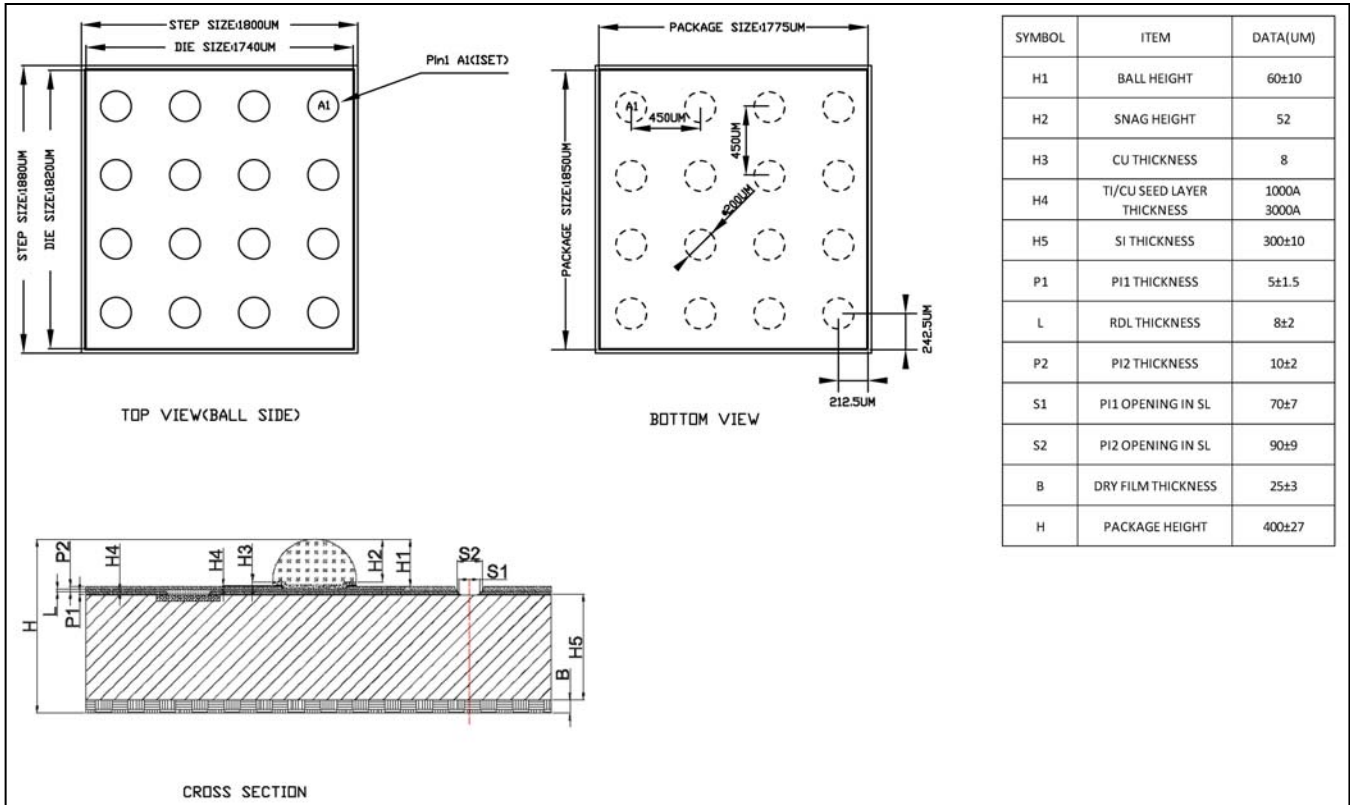 STEP SIZE:1800UM
DIE SIZE:1740UM
Pin1 A1(ISET)
A1
STEP SIZE:1880UM
DIE SIZE:1820UM
TOP VIEW(BALL SIDE)
PACKAGE SIZE:1775UM
A1
450UM
450UM
PACKAGE SIZE:1850UM
ø200UM
242.5UM
212.5UM
BOTTOM VIEW
SYMBOL ITEM DATA(UM)
H1 BALL HEIGHT 60±10
H2 SNAG HEIGHT 52
H3 CU THICKNESS 8
H4 TI/CU SEED LAYER THICKNESS 1000A 3000A
H5 SI THICKNESS 300±10
P1 PI1 THICKNESS 5±1.5
L RDL THICKNESS 8±2
P2 PI2 THICKNESS 10±2
S1 PI1 OPENING IN SL 70±7
S2 PI2 OPENING IN SL 90±9
B DRY FILM THICKNESS 25±3
H PACKAGE HEIGHT 400±27
P2
H4
H4
H3
H2
H1
S2
S1
L
P1
H
H5
B
CROSS SECTION